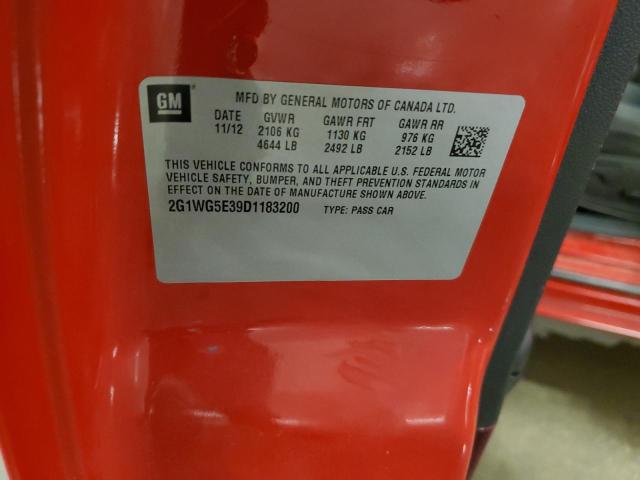 GM
MFD BY GENERAL MOTORS OF CANADA LTD.
DATE GVWR GAWR FRT GAWR RR
11/12 2106 KG 1130 KG 976 KG
4644 LB 2492 LB 2152 LB
THIS VEHICLE CONFORMS TO ALL APPLICABLE U.S. FEDERAL MOTOR
VEHICLE SAFETY, BUMPER, AND THEFT PREVENTION STANDARDS IN
EFFECT ON THE DATE OF MANUFACTURE SHOWN ABOVE.
2G1WG5E39D1183200 TYPE: PASS CAR